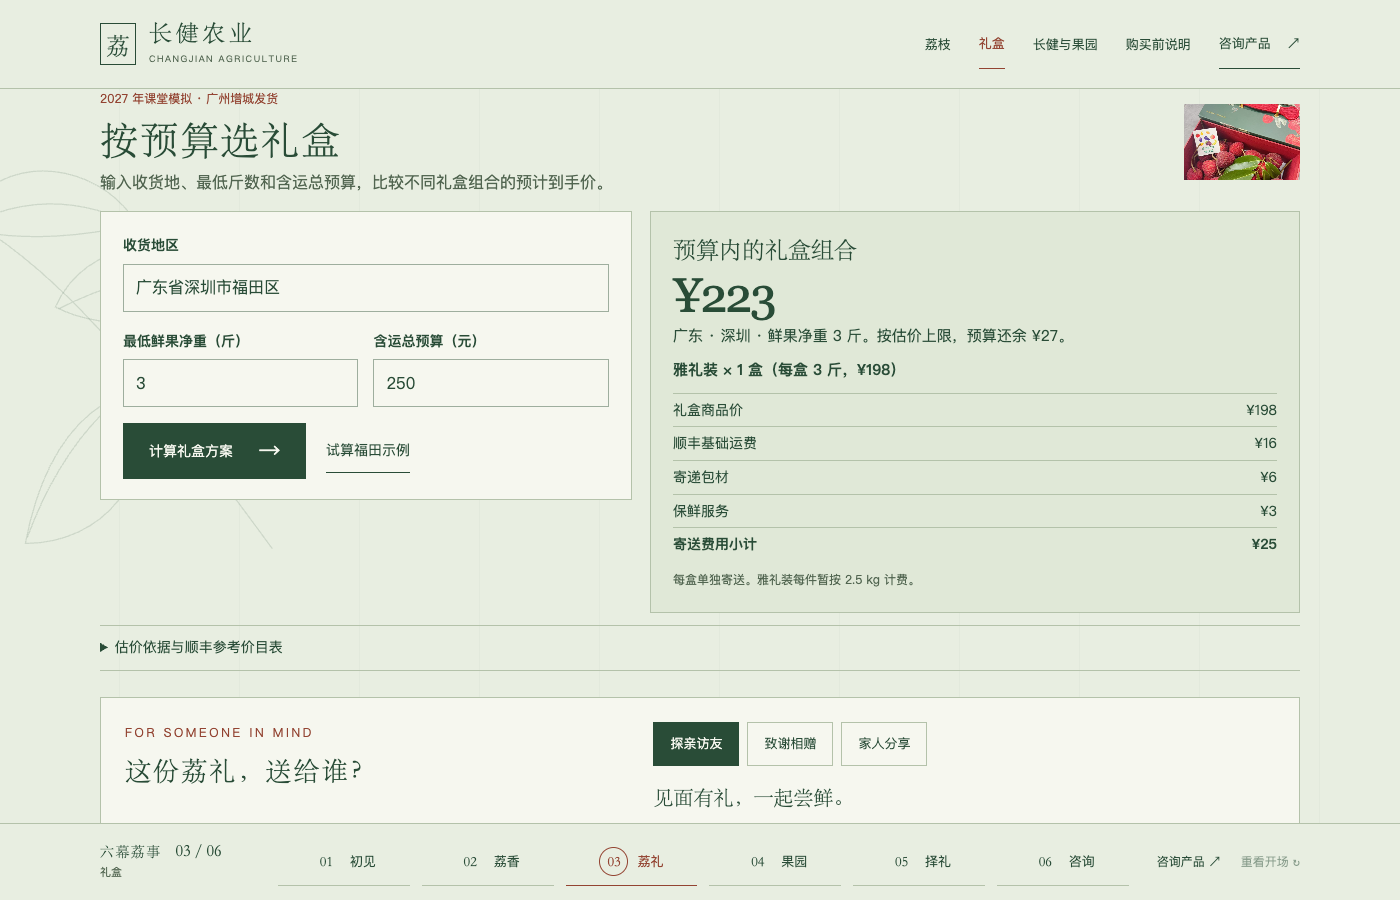 荔
长健农业
CHANGJIAN AGRICULTURE
荔枝
礼盒
长健与果园
购买前说明
咨询产品 ↗
2027 年课堂模拟 · 广州增城发货
按预算选礼盒
输入收货地、最低斤数和含运总预算，比较不同礼盒组合的预计到手价。
收货地区
广东省深圳市福田区
最低鲜果净重（斤）
含运总预算（元）
3
250
计算礼盒方案 →
试算福田示例
预算内的礼盒组合
¥223
广东 · 深圳 · 鲜果净重 3 斤。按估价上限，预算还余 ¥27。
雅礼装 × 1 盒（每盒 3 斤，¥198）
礼盒商品价 ¥198
顺丰基础运费 ¥16
寄递包材 ¥6
保鲜服务 ¥3
寄送费用小计 ¥25
每盒单独寄送。雅礼装每件暂按 2.5 kg 计费。
▶ 估价依据与顺丰参考价目表
FOR SOMEONE IN MIND
这份荔礼，送给谁？
探亲访友
致谢相赠
家人分享
见面有礼，一起尝鲜。
六幕荔事 03 / 06
礼盒
01 初见
02 荔香
03 荔礼
04 果园
05 择礼
06 咨询
咨询产品 ↗
重看开场 ↻